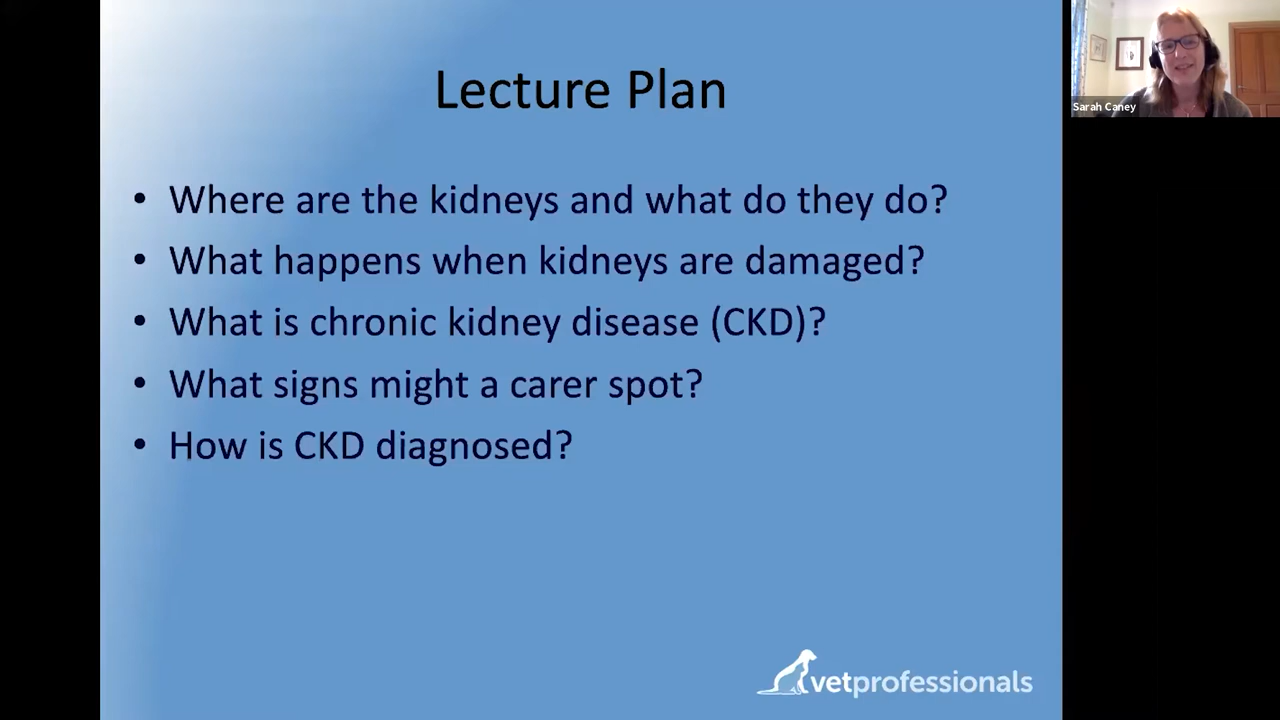 Lecture Plan
• Where are the kidneys and what do they do?
• What happens when kidneys are damaged?
• What is chronic kidney disease (CKD)?
• What signs might a carer spot?
• How is CKD diagnosed?
vetprofessionals
Sarah Caney